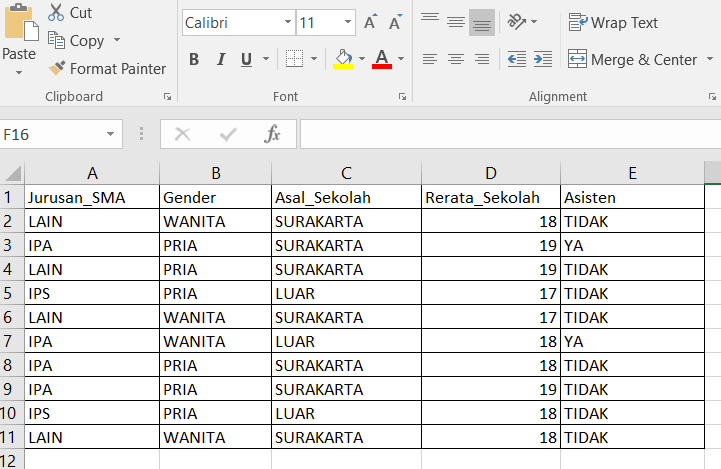 Cut Calibri 11 A A Wrap Text
Copy
Paste
Format Painter B I U A Merge & Center
Clipboard Font Alignment
F16 fx
A B C D E
1 Jurusan_SMA Gender Asal_Sekolah Rerata_Sekolah Asisten
2 LAIN WANITA SURAKARTA 18 TIDAK
3 IPA PRIA SURAKARTA 19 YA
4 LAIN PRIA SURAKARTA 19 TIDAK
5 IPS PRIA LUAR 17 TIDAK
6 LAIN WANITA SURAKARTA 17 TIDAK
7 IPA WANITA LUAR 18 YA
8 IPA PRIA SURAKARTA 18 TIDAK
9 IPA PRIA SURAKARTA 19 TIDAK
10 IPS PRIA LUAR 18 TIDAK
11 LAIN WANITA SURAKARTA 18 TIDAK
12